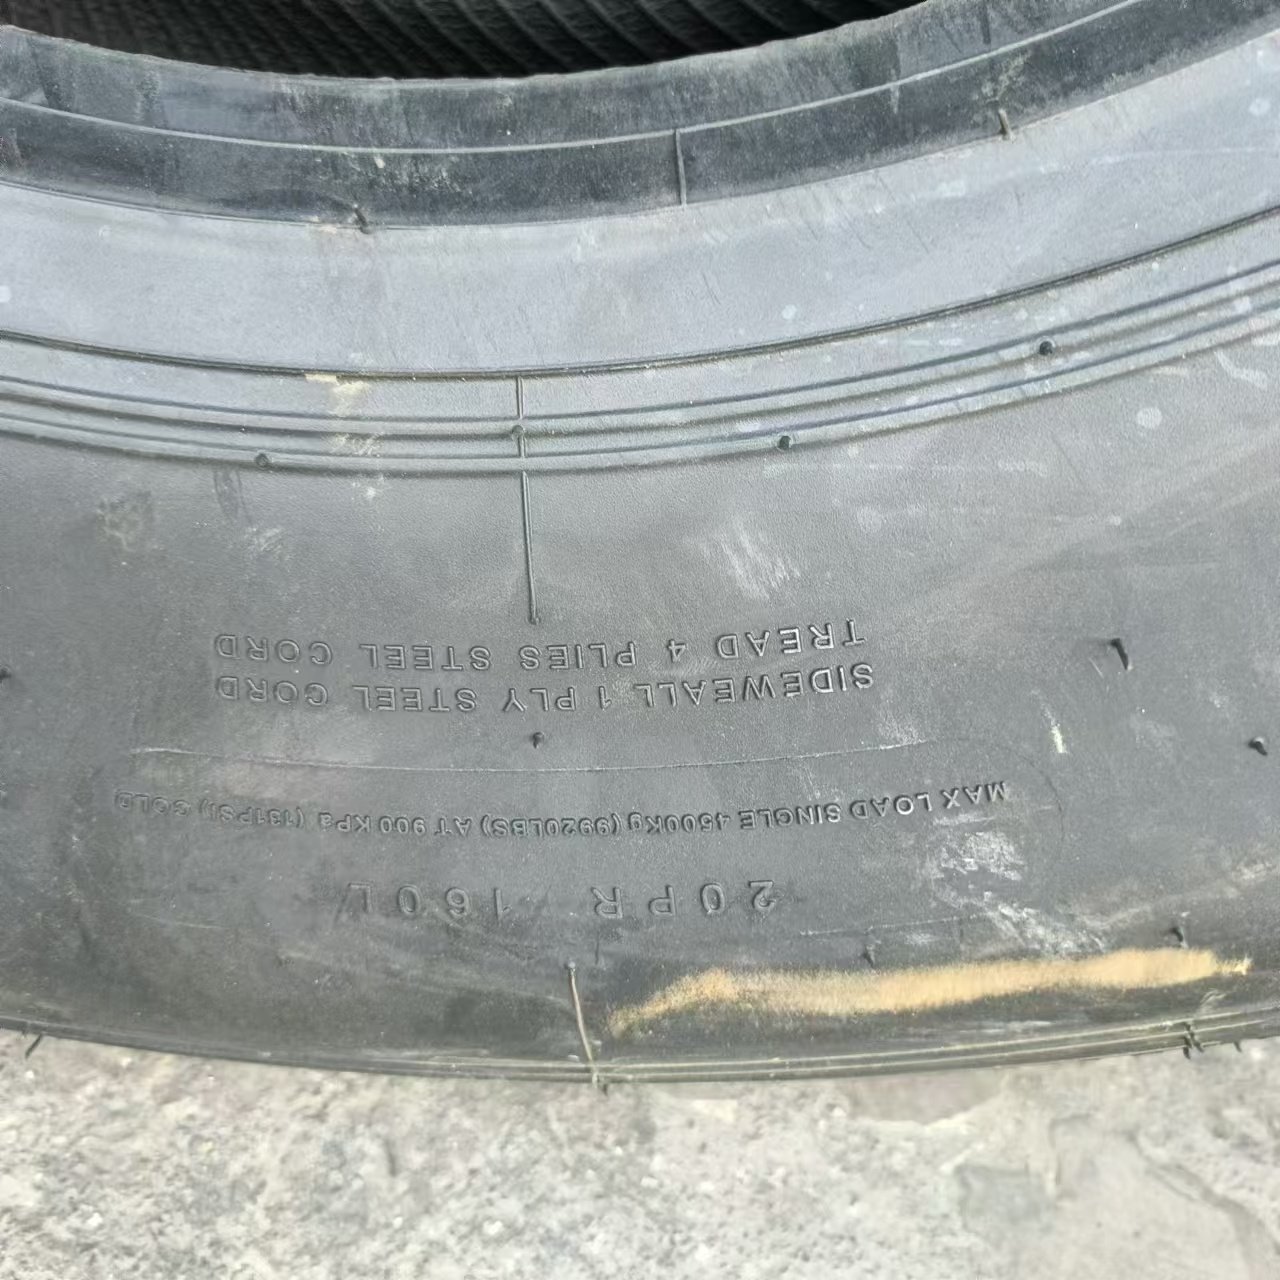 20PR 160L
MAX LOAD SINGLE 4500Kg (9920LBS) AT 900 KPa (131PSI) COLD
SIDEWEALL 1 PLY STEEL CORD
TREAD 4 PLIES STEEL CORD